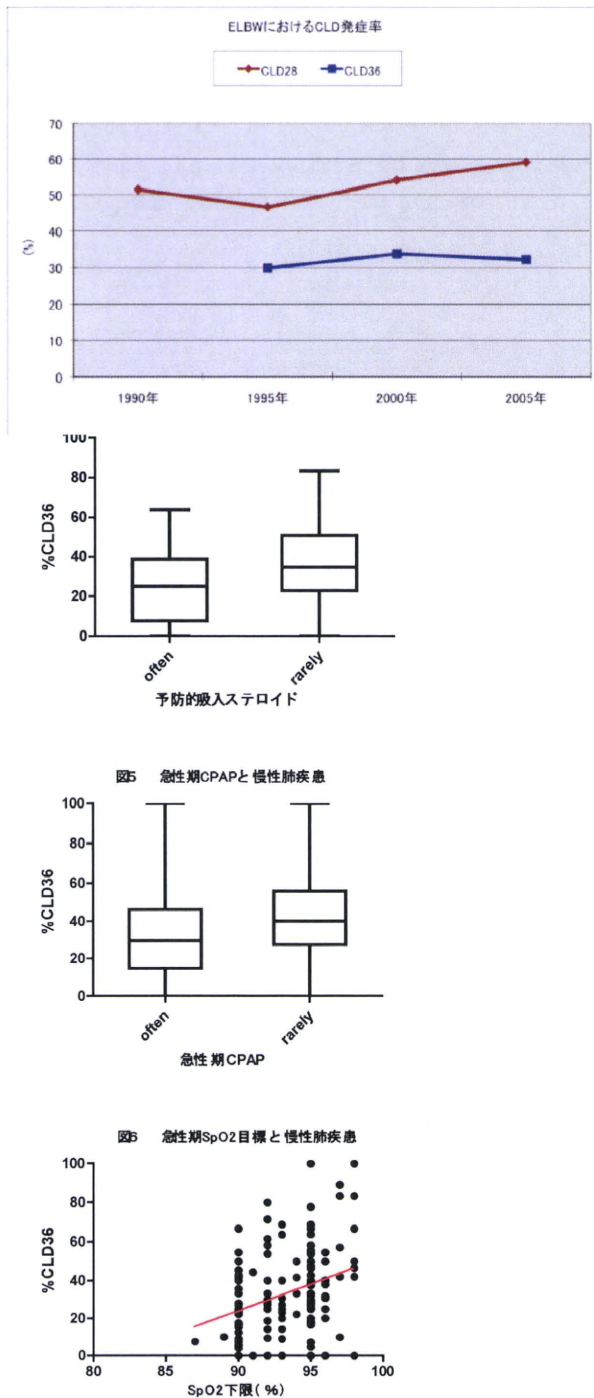 ELBWにおけるCLD発症率
CLD28 CLD36
70
60
50
40
30
20
10
0
(%)
1990年 1995年 2000年 2005年
100
80
60
40
20
0
%CLD36
often rarely
予防的吸入ステロイド
図5 急性期CPAPと慢性肺疾患
100
80
60
40
20
0
%CLD36
often rarely
急性期CPAP
図6 急性期SpO2目標と慢性肺疾患
100
80
60
40
20
0
%CLD36
80 85 90 95 100
SpO2下限(%)